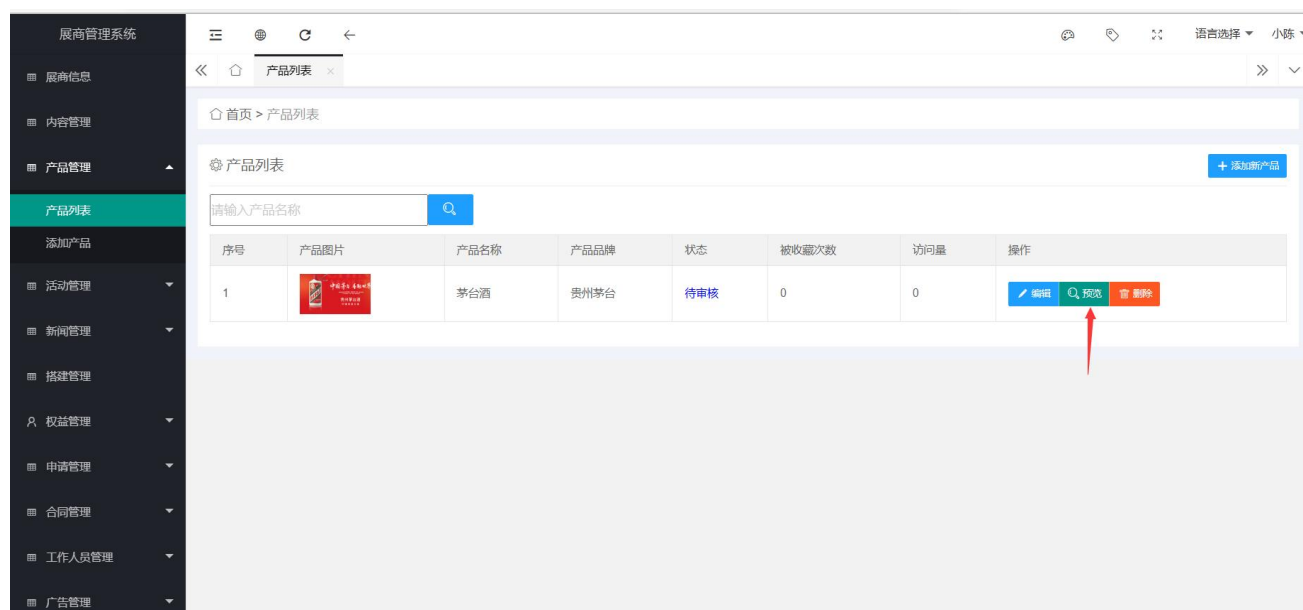 展商管理系统
语言选择
小陈
展商信息
产品列表
首页 > 产品列表
内容管理
产品管理
产品列表
添加新产品
产品列表
请输入产品名称
添加产品
序号 产品图片 产品名称 产品品牌 状态 被收藏次数 访问量 操作
活动管理
1 茅台酒 贵州茅台 待审核 0 0 编辑 预览 删除
新闻管理
搭建管理
权益管理
申请管理
合同管理
工作人员管理
广告管理